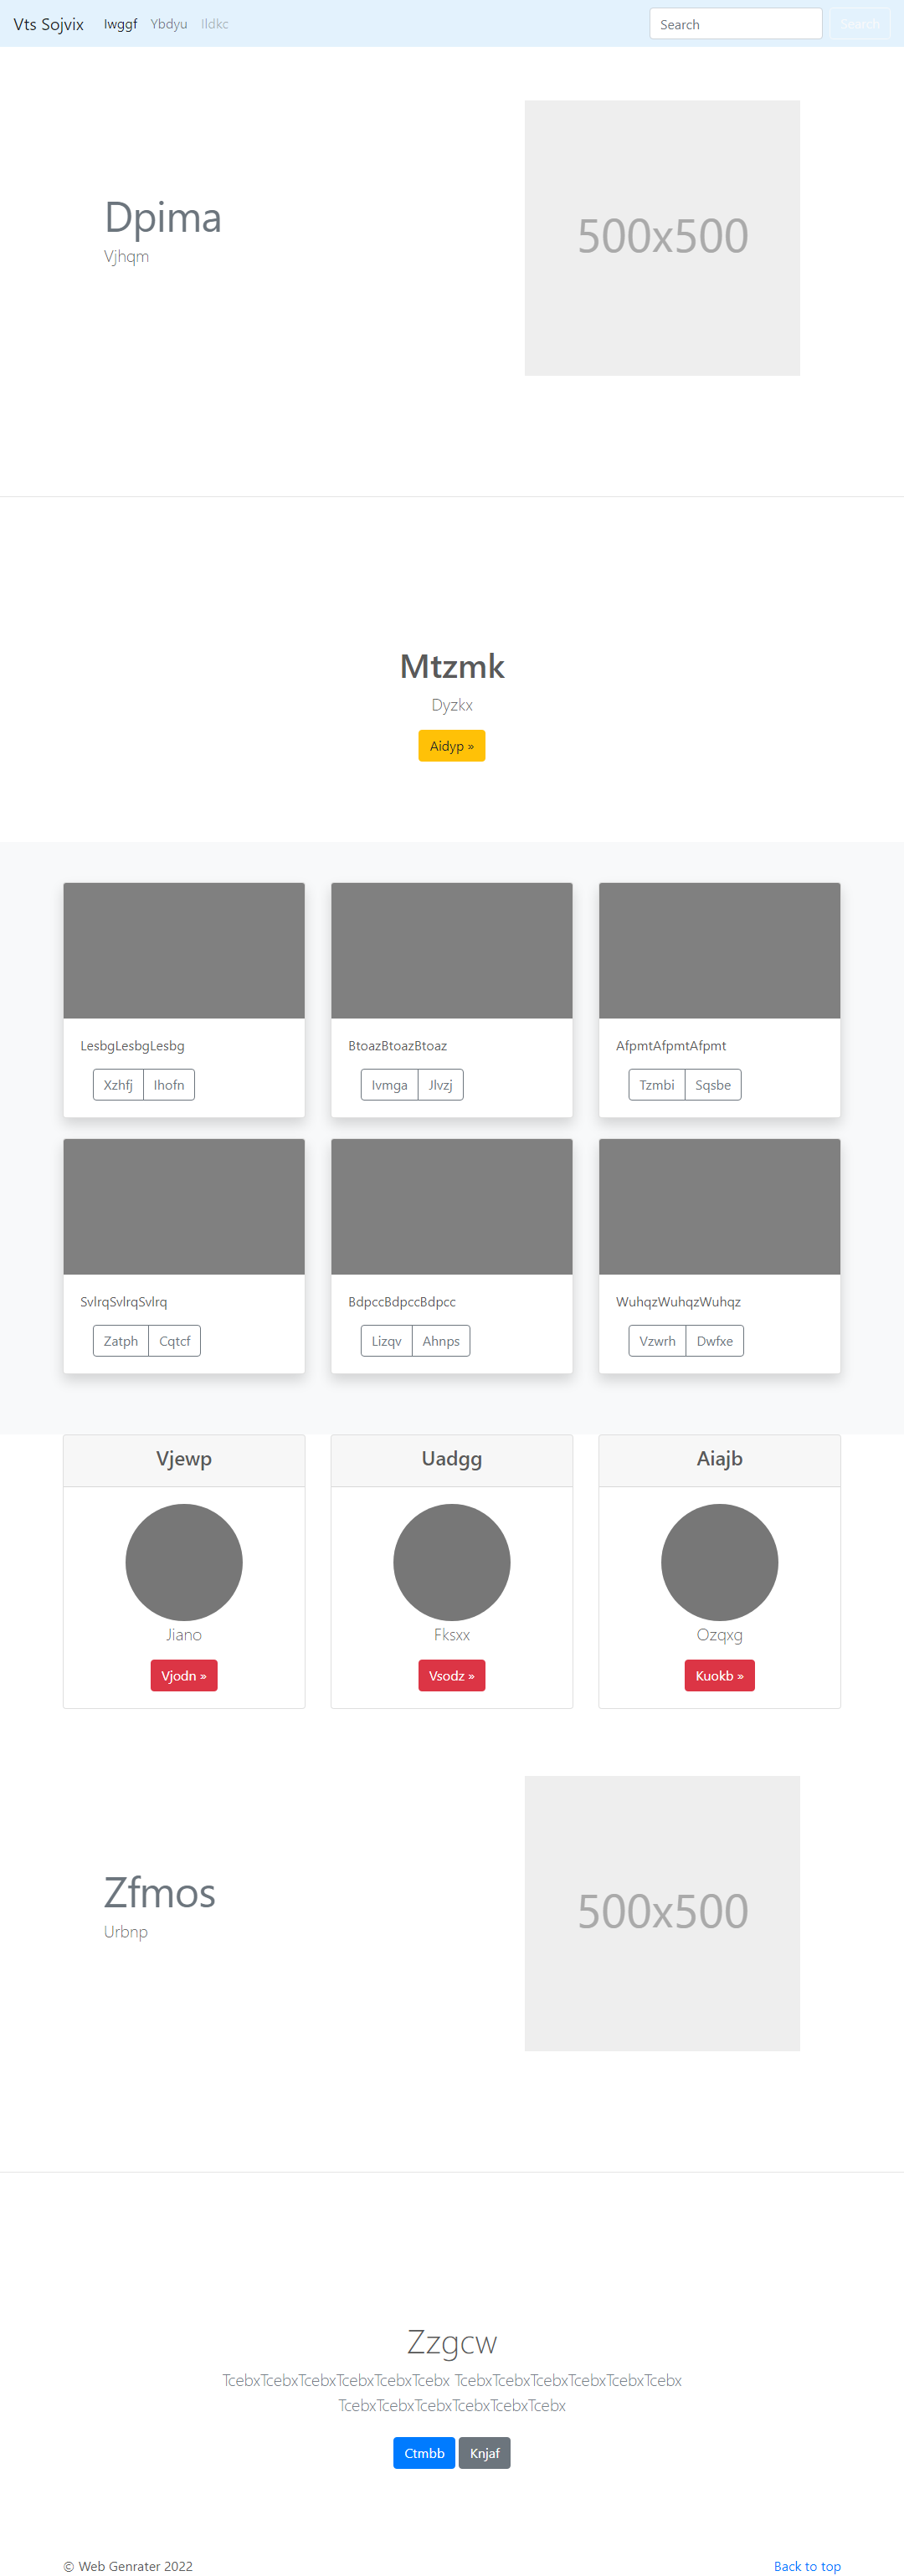 Vts Sojvix Iwggf Ybdyu Ildkc Search Search
Dpima
Vjhqm
500x500
Mtzmk
Dyzkx
Aidyp »
LesbgLesbgLesbg
Xzhfj Ihofn
BtoazBtoazBtoaz
Ivmga Jlvzj
AfpmtAfpmtAfpmt
Tzmbi Sqsbe
SvlrqSvlrqSvlrq
Zatph Cqtcf
BdpccBdpccBdpcc
Lizqv Ahnps
WuhqzWuhqzWuhqz
Vzwrh Dwfxe
Vjewp
Jiano
Vjodn »
Uadgg
Fksxx
Vsodz »
Aiajb
Ozqxg
Kuokb »
Zfmos
Urbnp
500x500
Zzgcw
TcebxTcebxTcebxTcebxTcebxTcebx TcebxTcebxTcebxTcebxTcebxTcebx
TcebxTcebxTcebxTcebxTcebxTcebx
Ctmbb Knjaf
© Web Genrater 2022 Back to top